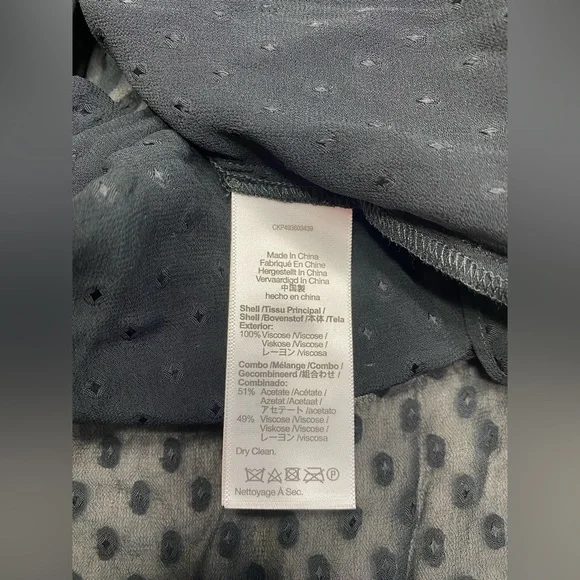 CKP493603439
Made In China
Fabriqué En Chine
Hergestellt In China
Vervaardigd In China
中国製
hecho en china
Shell /Tissu Principal /
Shell /Bovenstof /本体 /Tela
Exterior:
100% Viscose /Viscose /
Viskose /Viscose /
レーヨン /viscosa
Combo /Mélange /Combo /
Gecombineerd /組合わせ /
Combinado:
51% Acetate /Acétate /
Azetat /Acetaat /
アセテート /acetato
49% Viscose /Viscose /
Viskose /Viscose /
レーヨン /viscosa
Dry Clean.
P
Nettoyage À Sec.